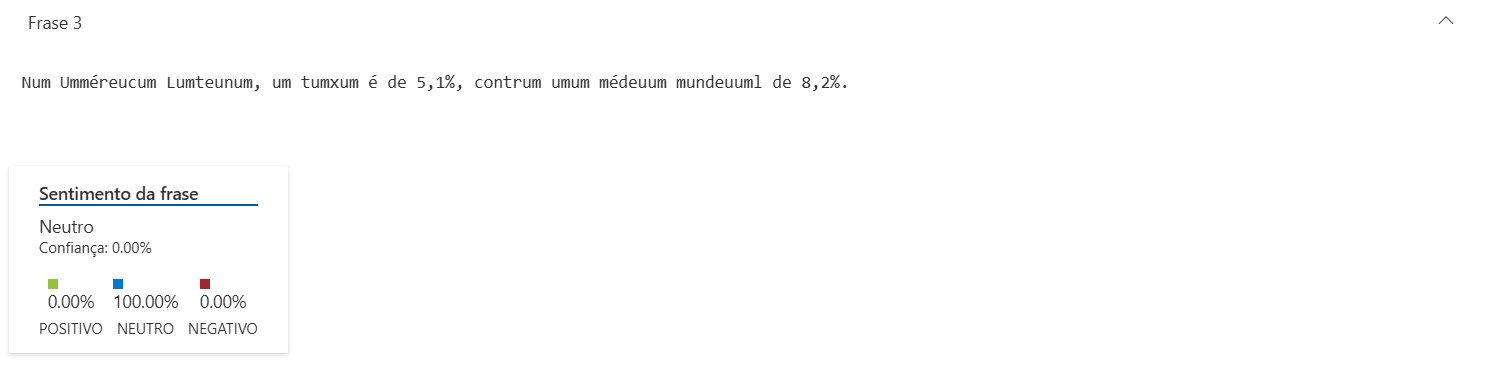 Frase 3
Num Umméreucum Lumteunum, um tumxum é de 5,1%, contrum umum médeuum mundeuuml de 8,2%.
Sentimento da frase
Neutro
Confiança: 0.00%
0.00% 100.00% 0.00%
POSITIVO NEUTRO NEGATIVO